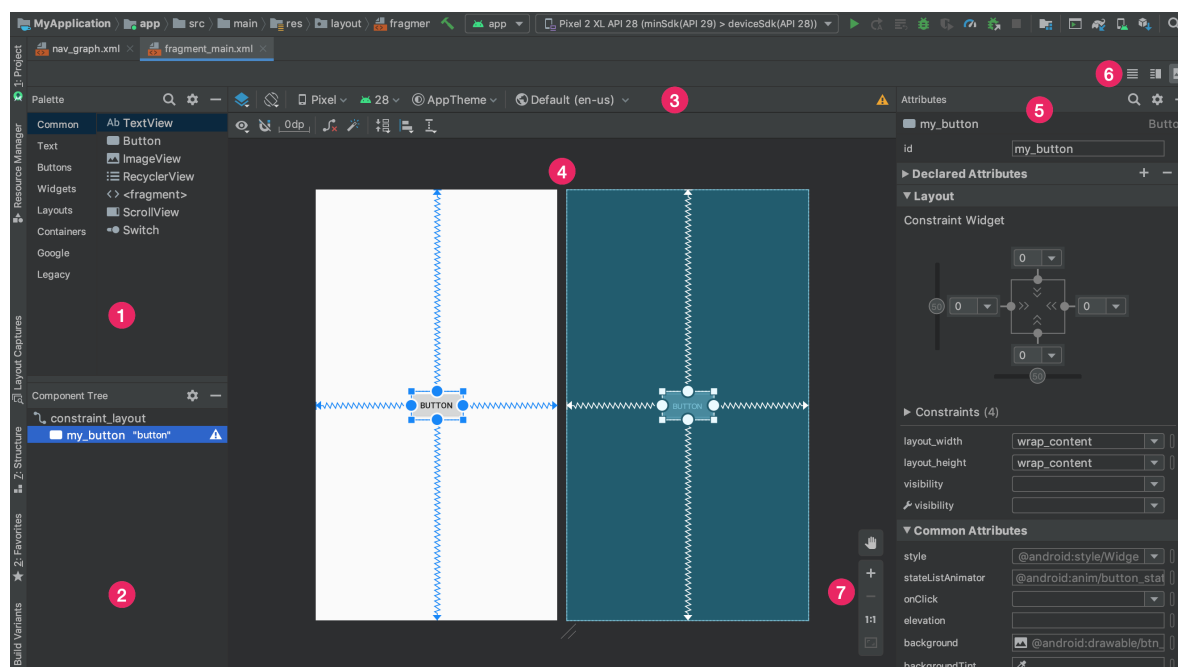 MyApplication app src main res layout fragmer app Pixel 2 XL API 28 (minSdk(API 29) > deviceSdk(API 28))
nav_graph.xml fragment_main.xml
1: Project
Resource Manager
Layout Captures
Z: Structure
2: Favorites
Build Variants
6
Palette
Common
Text
Buttons
Widgets
Layouts
Containers
Google
Legacy
Ab TextView
Button
ImageView
RecyclerView
<> <fragment>
ScrollView
Switch
1
Component Tree
constraint_layout
my_button "button"
2
Pixel 28 AppTheme Default (en-us)
3
0dp
4
BUTTON BUTTON
7
1:1
Attributes
5
my_button Butto
id my_button
Declared Attributes
Layout
Constraint Widget
0
50 0 0
0
50
Constraints (4)
layout_width wrap_content
layout_height wrap_content
visibility
visibility
Common Attributes
style @android:style/Widge
stateListAnimator @android:anim/button_stat
onClick
elevation
background @android:drawable/btn_
backgroundTint